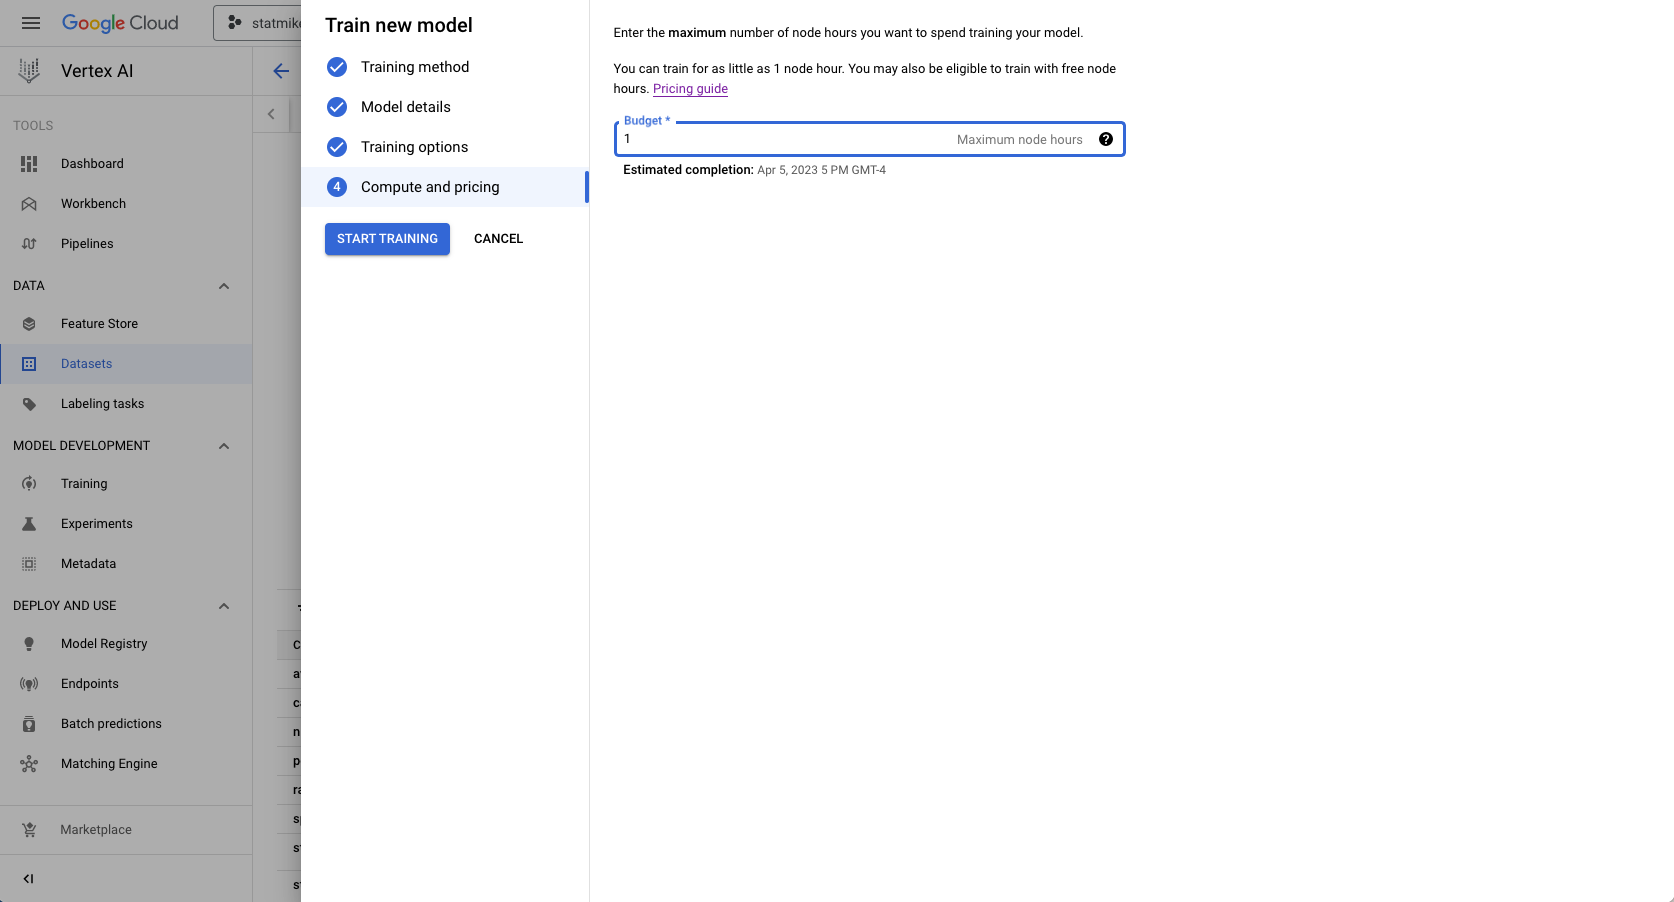 Google Cloud
statmike
Vertex AI
TOOLS
Dashboard
Workbench
Pipelines
DATA
Feature Store
Datasets
Labeling tasks
MODEL DEVELOPMENT
Training
Experiments
Metadata
DEPLOY AND USE
Model Registry
Endpoints
Batch predictions
Matching Engine
Marketplace
Train new model
Training method
Model details
Training options
4 Compute and pricing
START TRAINING CANCEL
Enter the maximum number of node hours you want to spend training your model.
You can train for as little as 1 node hour. You may also be eligible to train with free node
hours. Pricing guide
Budget *
1 Maximum node hours
Estimated completion: Apr 5, 2023 5 PM GMT-4